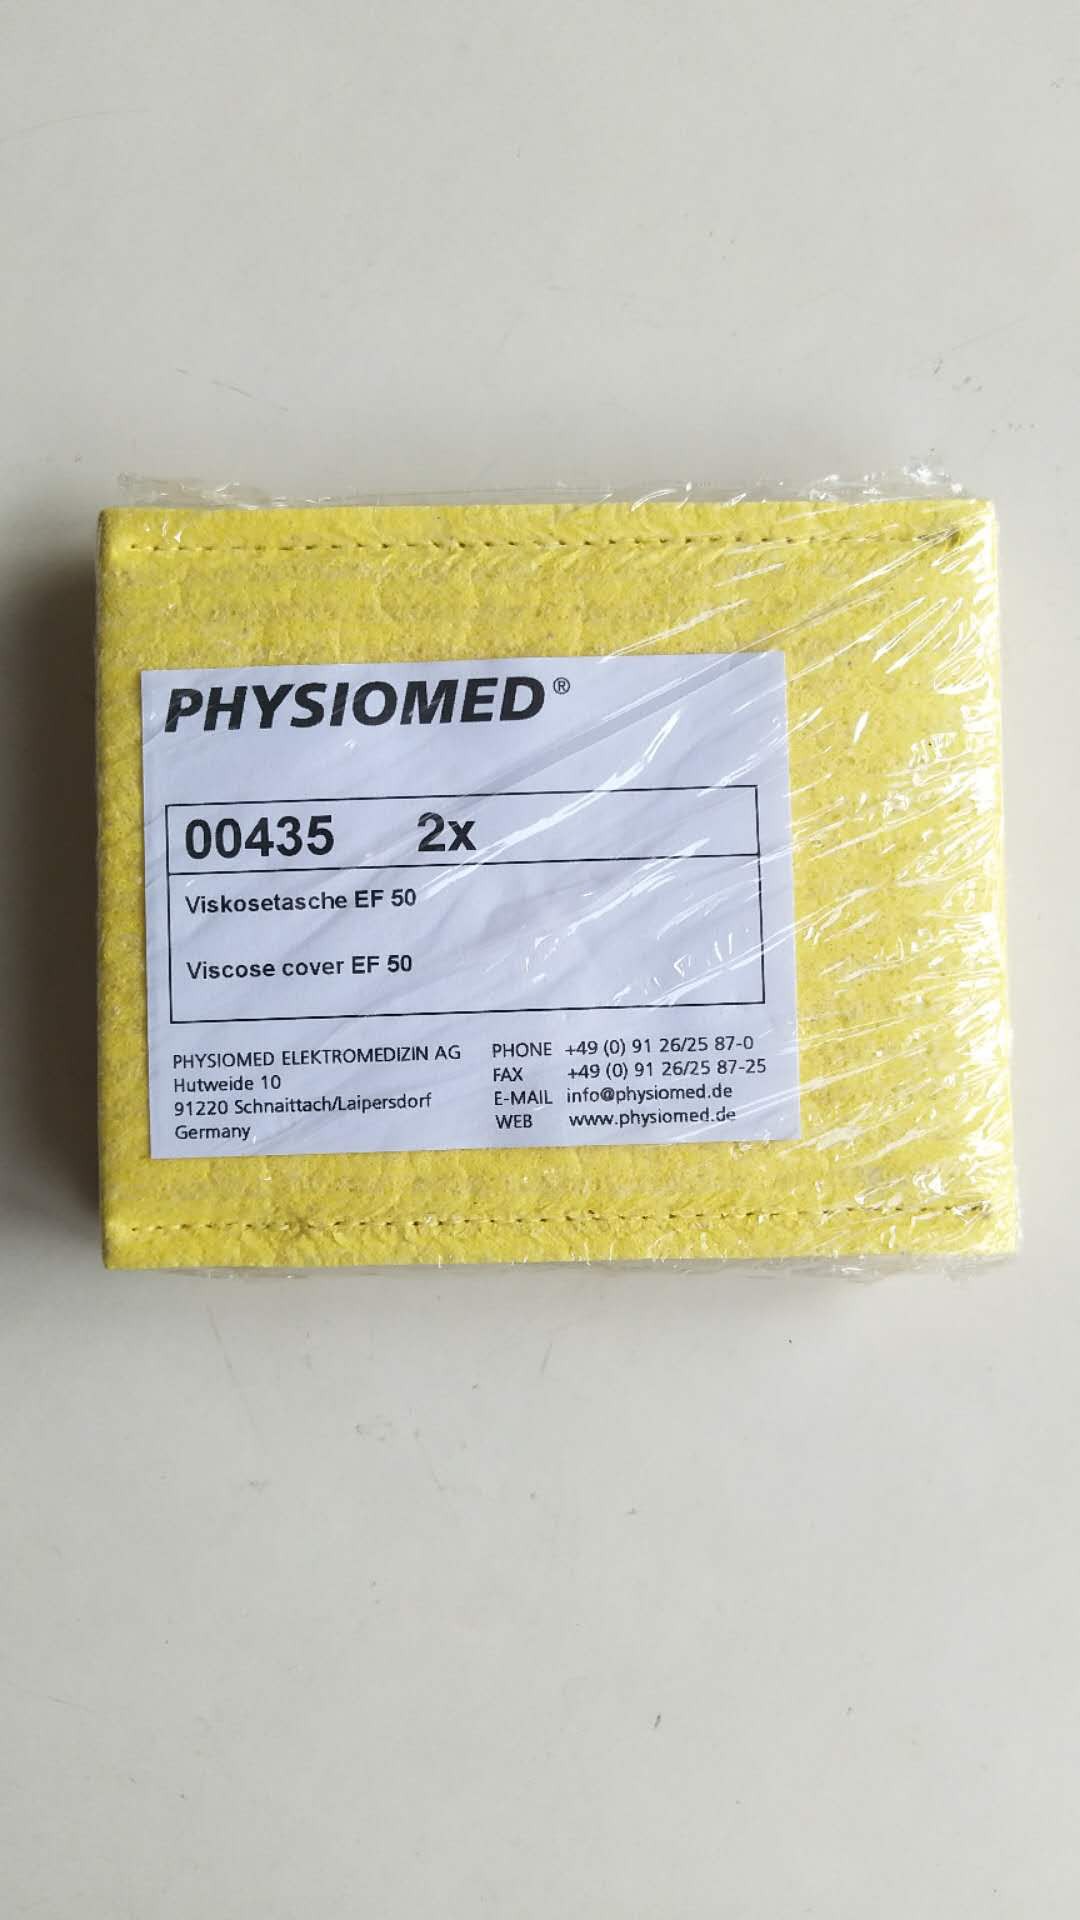 PHYSIOMED®
00435 2x
Viskosetasche EF 50
Viscose cover EF 50
PHYSIOMED ELEKTROMEDIZIN AG
Hutweide 10
91220 Schnaittach/Laipersdorf
Germany
PHONE +49 (0) 91 26/25 87-0
FAX +49 (0) 91 26/25 87-25
E-MAIL info@physiomed.de
WEB www.physiomed.de